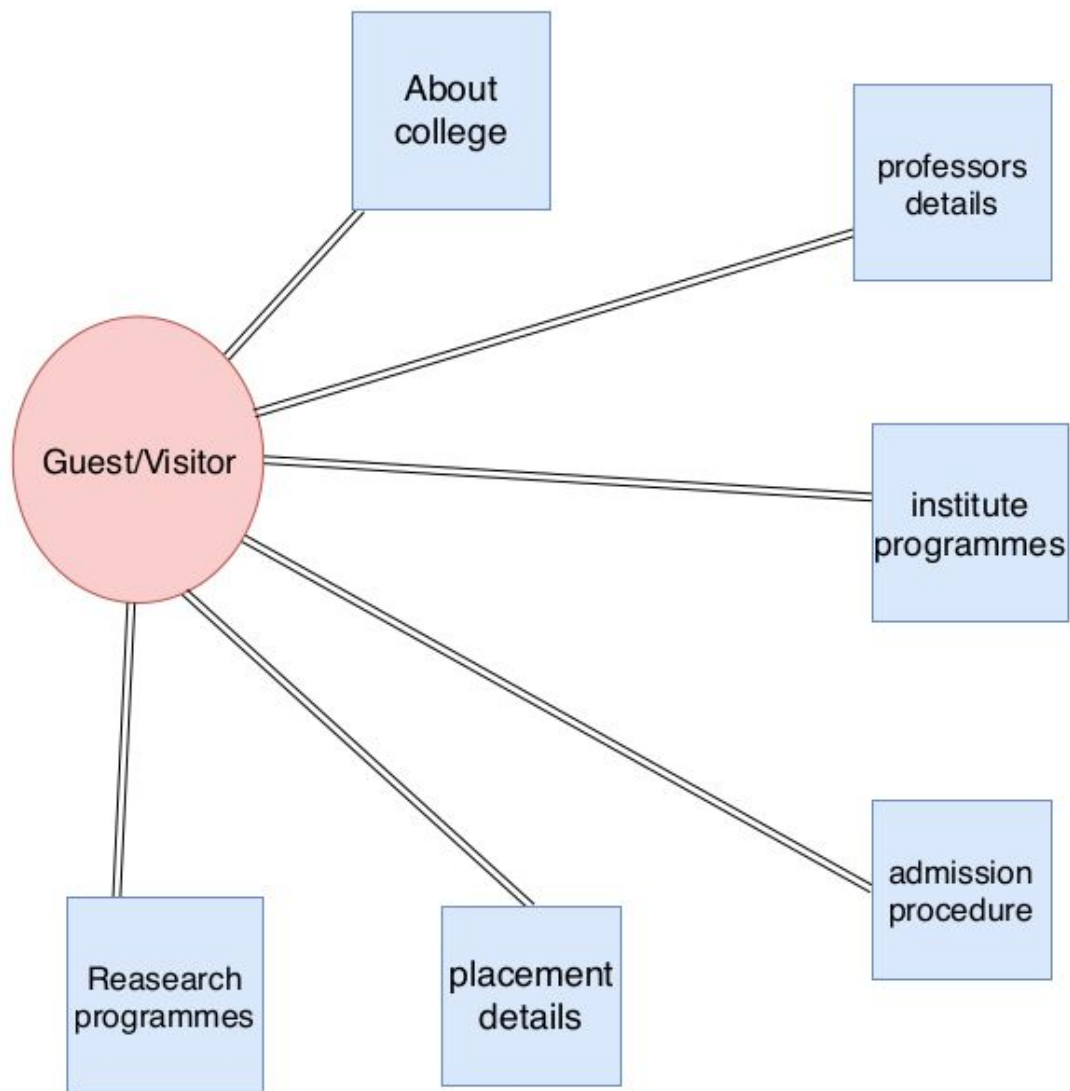 About
college
professors
details
Guest/Visitor
institute
programmes
admission
procedure
placement
details
Reasearch
programmes